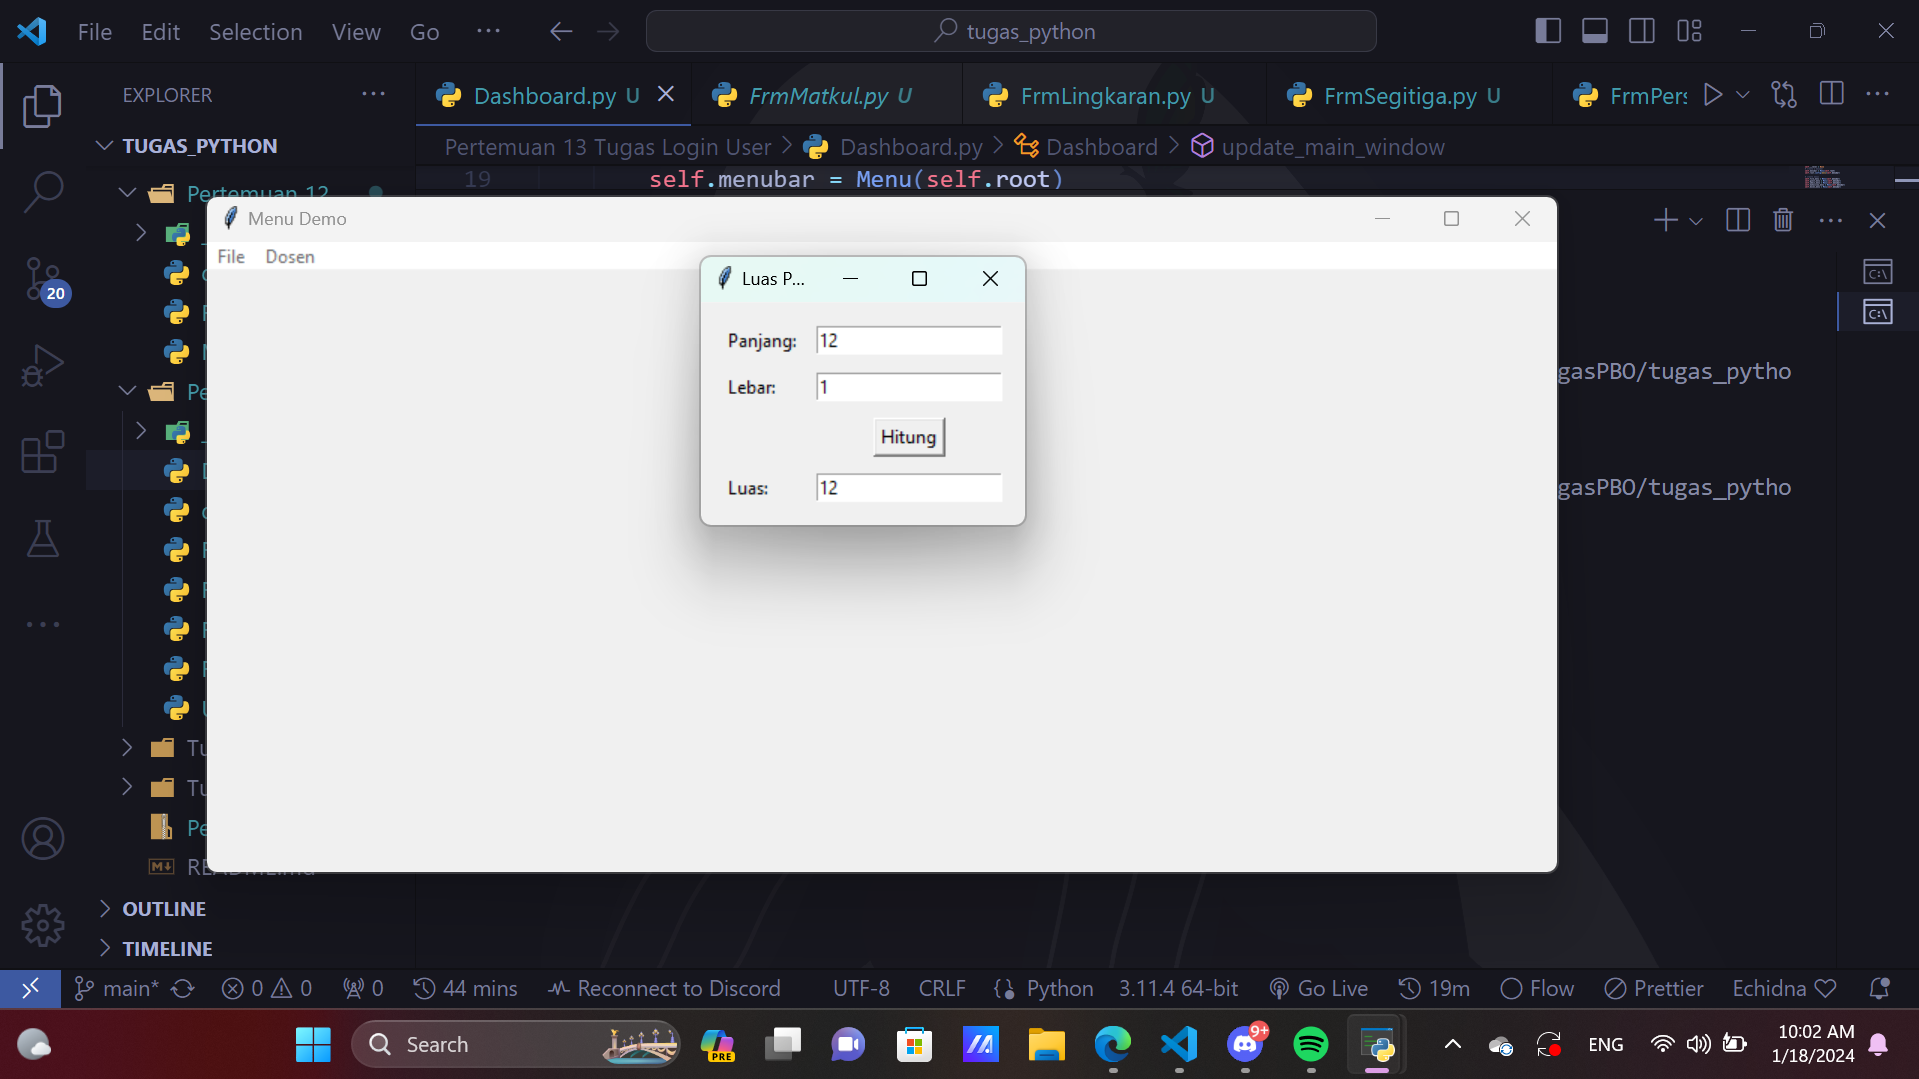 File Edit Selection View Go ··· tugas_python
EXPLORER ···
Dashboard.py U
FrmMatkul.py U
FrmLingkaran.py U
FrmSegitiga.py U
FrmPers
TUGAS_PYTHON
Pertemuan 13 Tugas Login User > Dashboard.py > Dashboard > update_main_window
Pertemuan 12
19 self.menubar = Menu(self.root)
Menu Demo
File Dosen
Luas P...
Panjang: 12
Lebar: 1
Hitung
Luas: 12
gasPBO/tugas_pytho
gasPBO/tugas_pytho
20
Pe
Tu
Tu
Pe
README.md
OUTLINE
TIMELINE
main* 0 0 0 44 mins Reconnect to Discord UTF-8 CRLF Python 3.11.4 64-bit Go Live 19m Flow Prettier Echidna
Search
PRE
9+
ENG
10:02 AM
1/18/2024